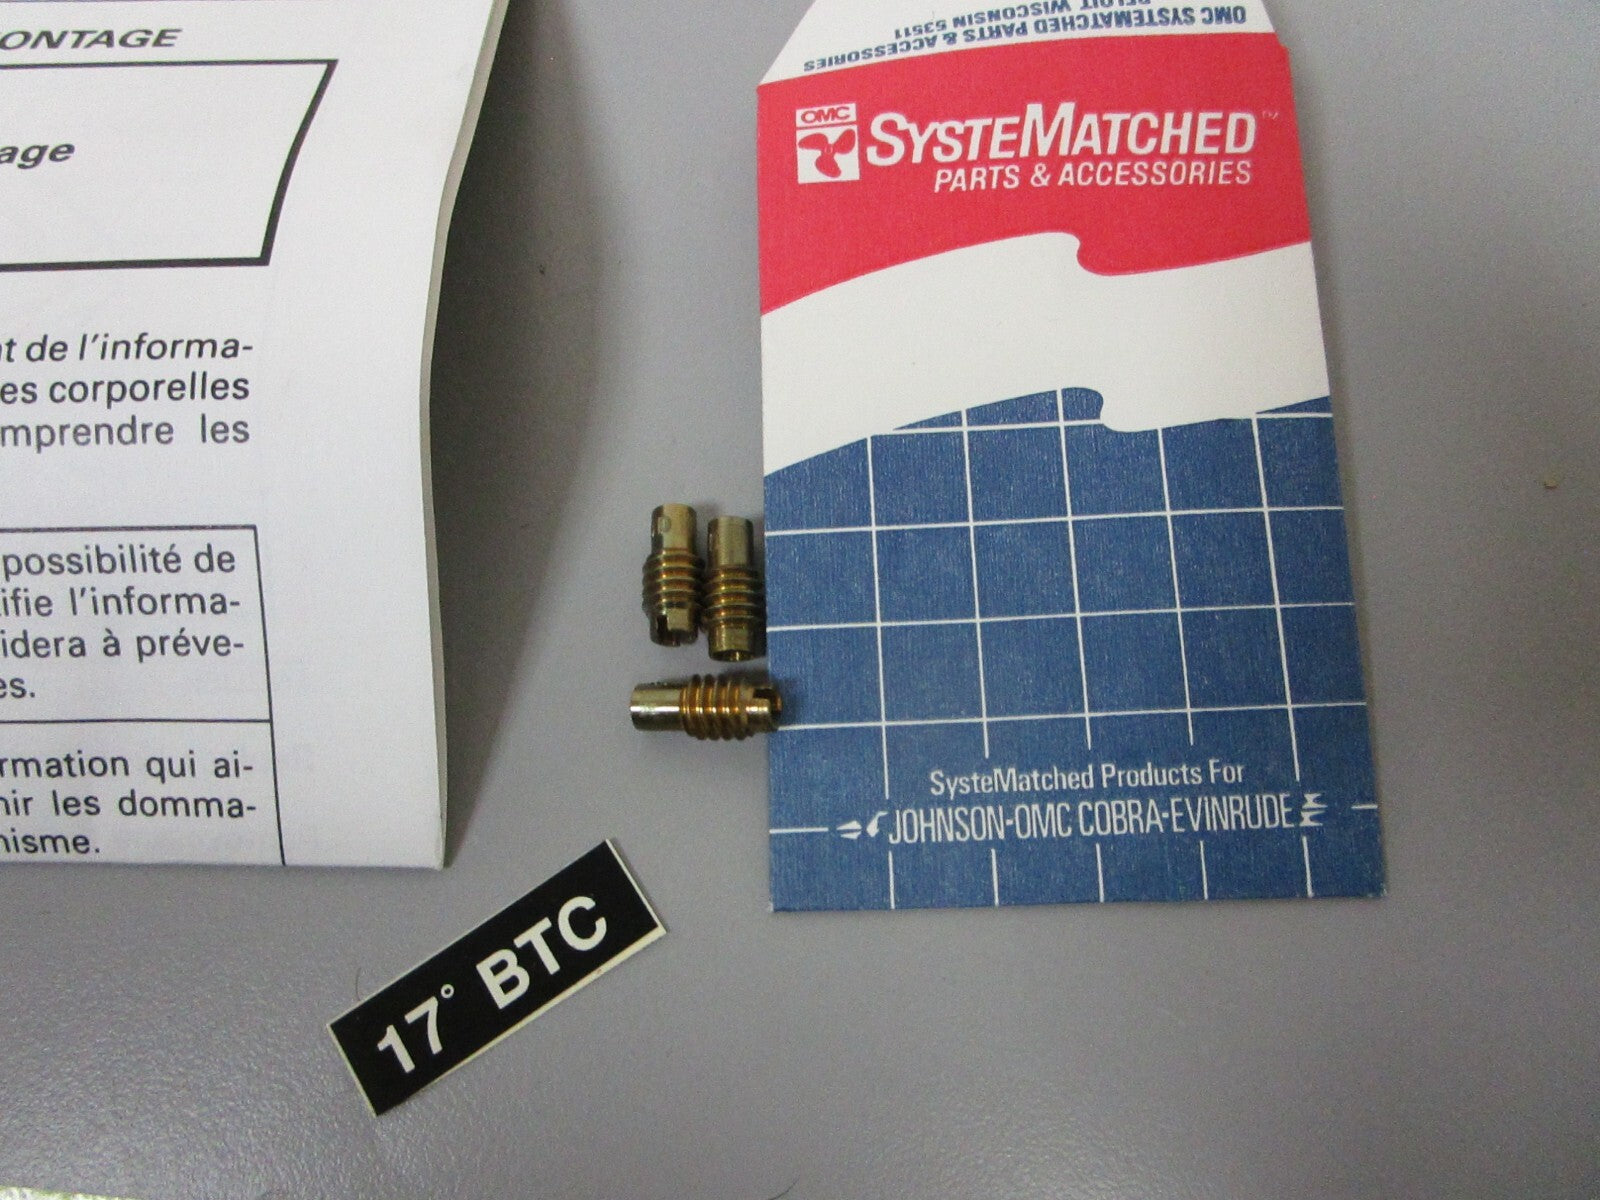 ONTAGE
age
t de l'informa-
es corporelles
mprendre les
possibilité de
ifie l'informa-
idera à préve-
es.
rmation qui ai-
nir les domma-
nisme.
17° BTC
OMC SYSTEMATCHED PARTS & ACCESSORIES
BELOIT WISCONSIN 53511
OMC
SYSTEMATCHED™
PARTS & ACCESSORIES
SysteMatched Products For
JOHNSON-OMC COBRA-EVINRUDE